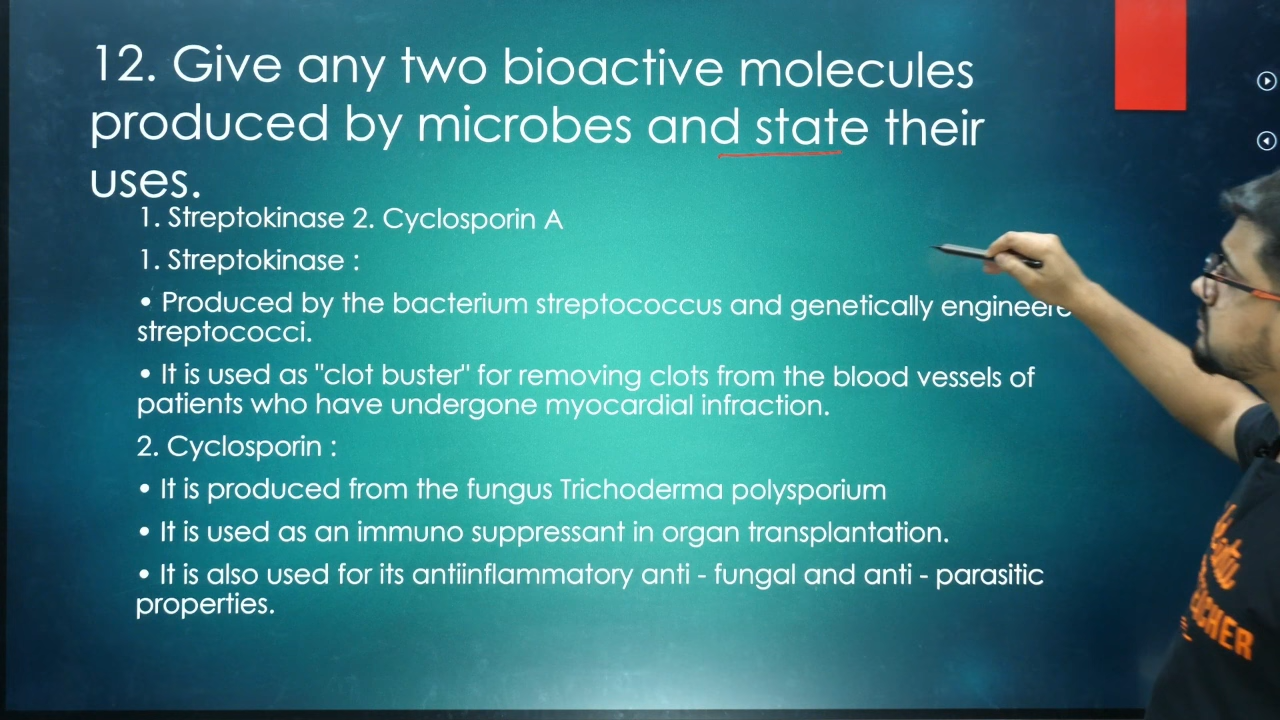 12. Give any two bioactive molecules
produced by microbes and state their
uses.
1. Streptokinase 2. Cyclosporin A
1. Streptokinase :
• Produced by the bacterium streptococcus and genetically engineere
streptococci.
• It is used as "clot buster" for removing clots from the blood vessels of
patients who have undergone myocardial infraction.
2. Cyclosporin :
• It is produced from the fungus Trichoderma polysporium
• It is used as an immuno suppressant in organ transplantation.
• It is also used for its antiinflammatory anti - fungal and anti - parasitic
properties.